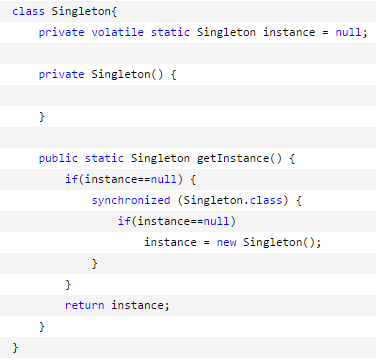 class Singleton{
    private volatile static Singleton instance = null;
    private Singleton() {
    }
    public static Singleton getInstance() {
        if(instance==null) {
            synchronized (Singleton.class) {
                if(instance==null)
                    instance = new Singleton();
            }
        }
        return instance;
    }
}